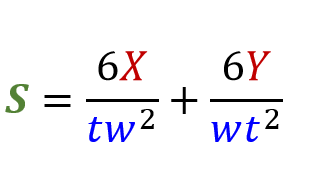 S = 6X/tw² + 6Y/wt²